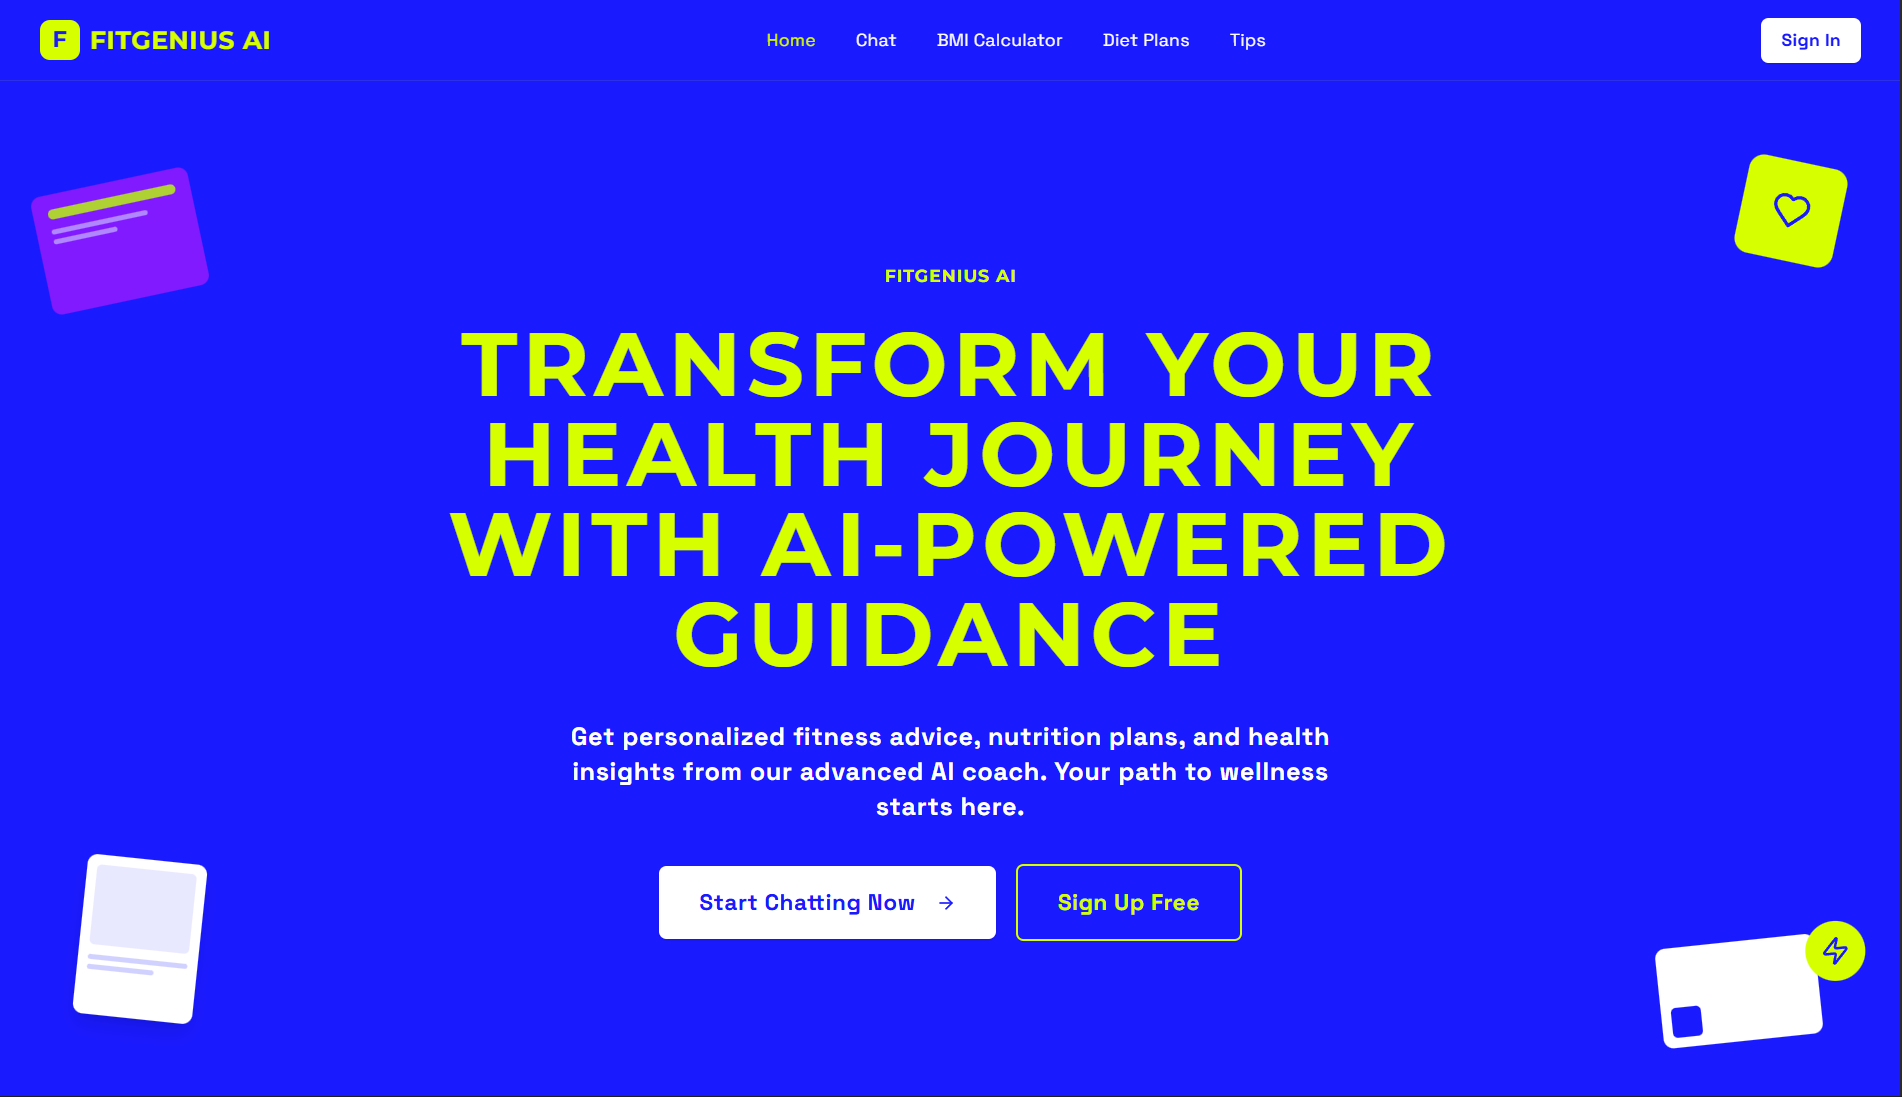 F FITGENIUS AI
Home Chat BMI Calculator Diet Plans Tips
Sign In
FITGENIUS AI
TRANSFORM YOUR
HEALTH JOURNEY
WITH AI-POWERED
GUIDANCE
Get personalized fitness advice, nutrition plans, and health
insights from our advanced AI coach. Your path to wellness
starts here.
Start Chatting Now →
Sign Up Free